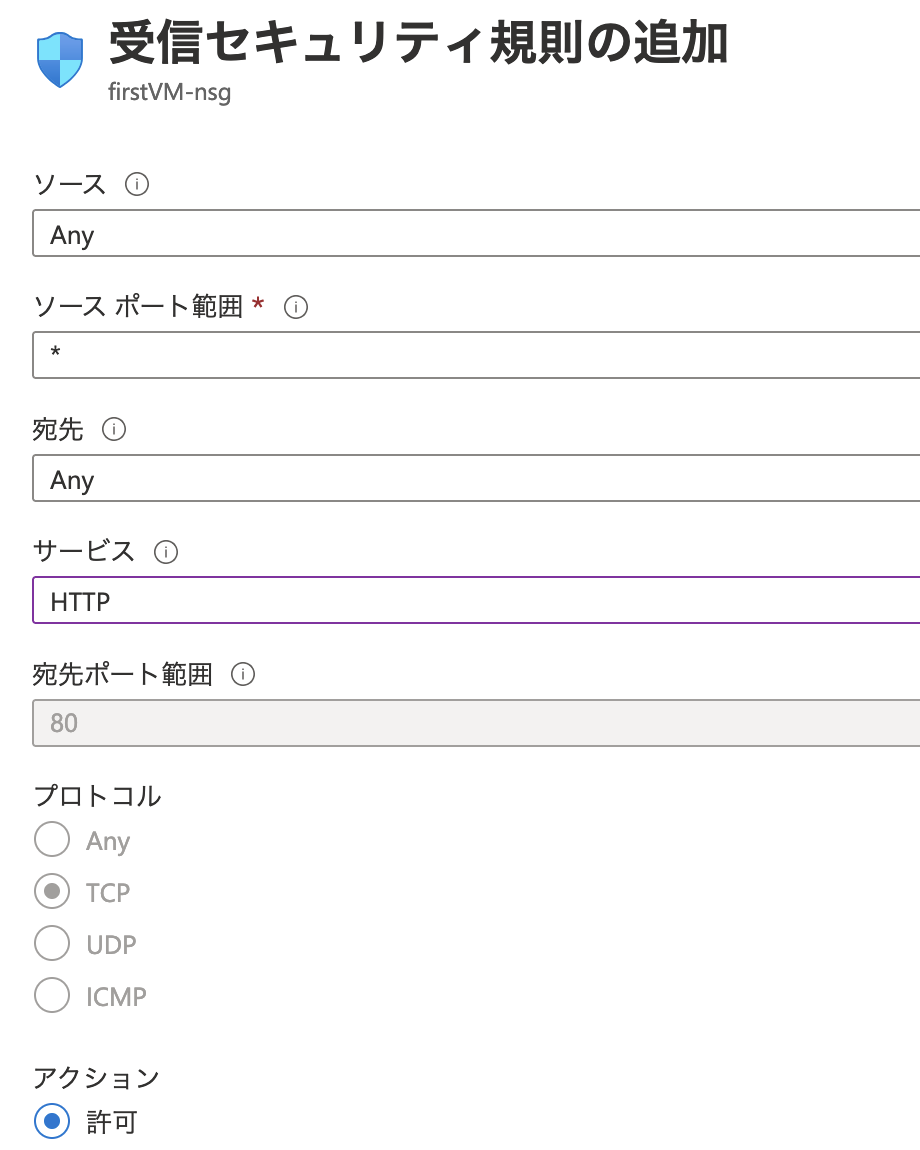 受信セキュリティ規則の追加
firstVM-nsg
ソース
Any
ソース ポート範囲 *
*
宛先
Any
サービス
HTTP
宛先ポート範囲
80
プロトコル
Any
TCP
UDP
ICMP
アクション
許可